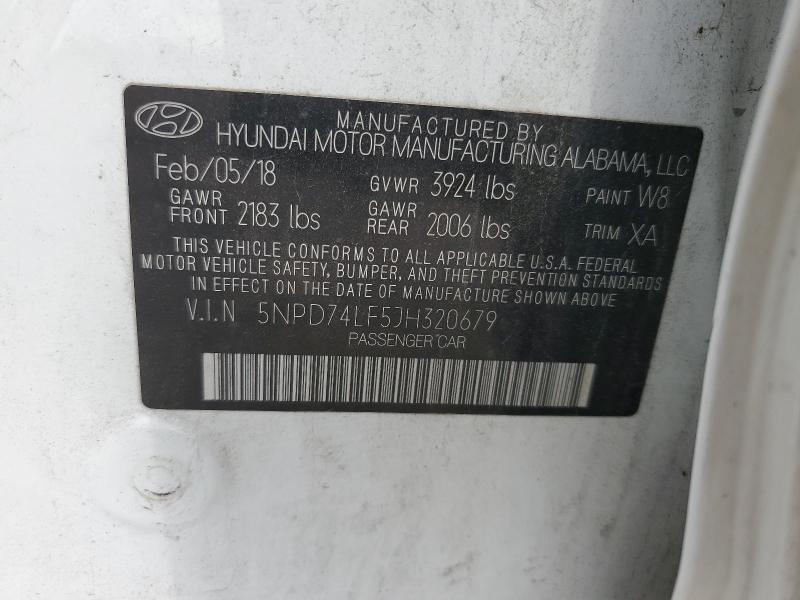 MANUFACTURED BY
HYUNDAI MOTOR MANUFACTURING ALABAMA, LLC
Feb/05/18 GVWR 3924 lbs PAINT W8
GAWR FRONT 2183 lbs GAWR REAR 2006 lbs TRIM XA
THIS VEHICLE CONFORMS TO ALL APPLICABLE U.S.A. FEDERAL
MOTOR VEHICLE SAFETY, BUMPER, AND THEFT PREVENTION STANDARDS
IN EFFECT ON THE DATE OF MANUFACTURE SHOWN ABOVE
V.I.N 5NPD74LF5JH320679
PASSENGER CAR